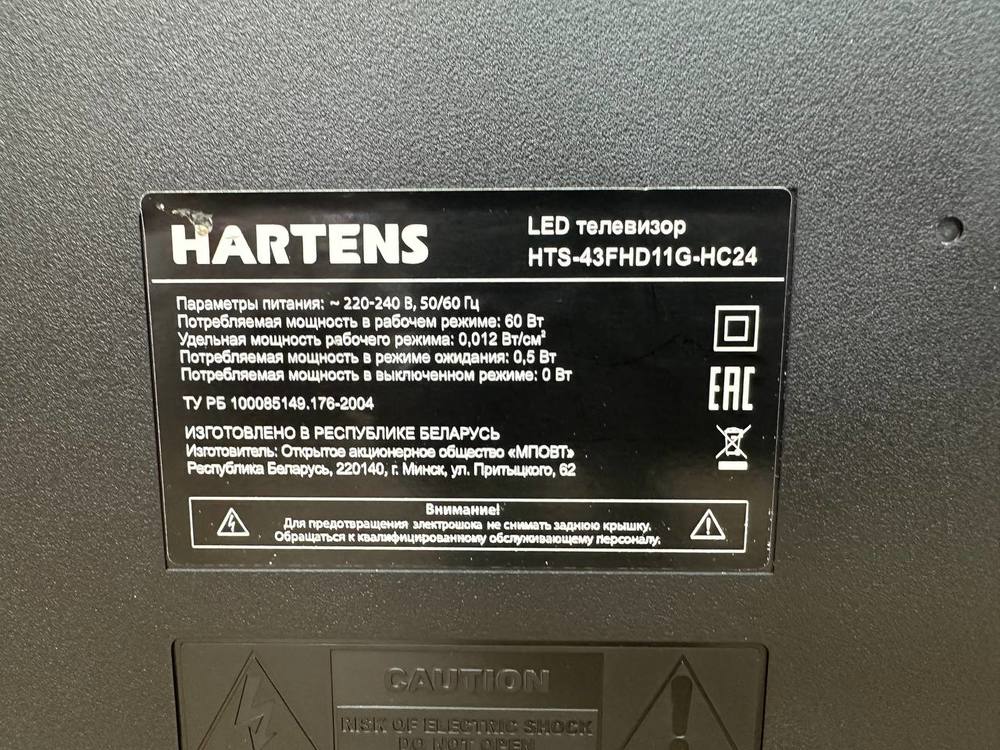 HARTENS
LED телевизор
HTS-43FHD11G-HC24
Параметры питания: ~ 220-240 В, 50/60 Гц
Потребляемая мощность в рабочем режиме: 60 Вт
Удельная мощность рабочего режима: 0,012 Вт/см²
Потребляемая мощность в режиме ожидания: 0,5 Вт
Потребляемая мощность в выключенном режиме: 0 Вт
EAC
ТУ РБ 100085149.176-2004
ИЗГОТОВЛЕНО В РЕСПУБЛИКЕ БЕЛАРУСЬ
Изготовитель: Открытое акционерное общество «МПОВТ»
Республика Беларусь, 220140, г. Минск, ул. Притыцкого, 62
Внимание!
Для предотвращения электрошока не снимать заднюю крышку.
Обращаться к квалифицированному обслуживающему персоналу.
CAUTION
RISK OF ELECTRIC SHOCK
DO NOT OPEN